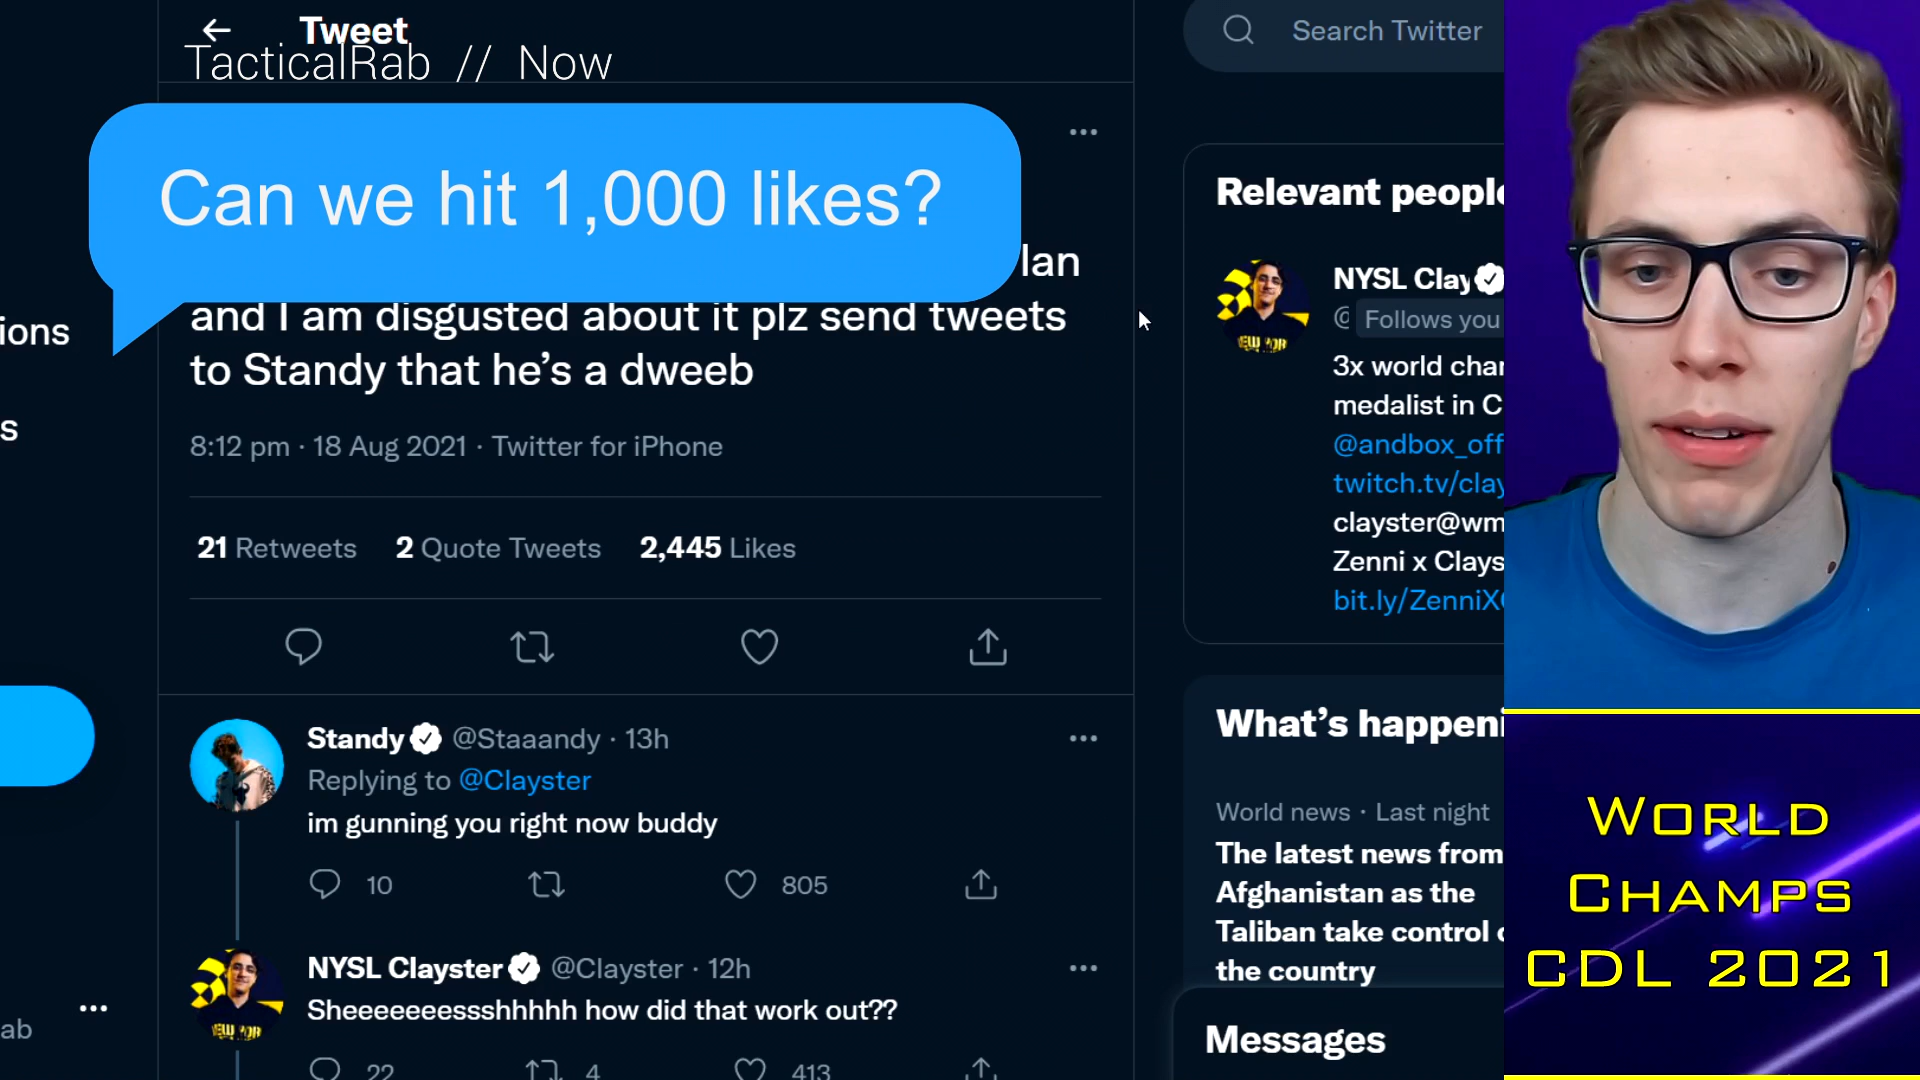 Tweet
TacticalRab // Now
Can we hit 1,000 likes?
lan
and I am disgusted about it plz send tweets
to Standy that he's a dweeb
8:12 pm · 18 Aug 2021 · Twitter for iPhone
21 Retweets 2 Quote Tweets 2,445 Likes
Standy @Staaandy · 13h
Replying to @Clayster
im gunning you right now buddy
10 805
NYSL Clayster @Clayster · 12h
Sheeeeeeessshhhhh how did that work out??
22 4 413
ions
s
ab
Search Twitter
Relevant people
NYSL Clay
@ Follows you
3x world char
medalist in C
@andbox_off
twitch.tv/clay
clayster@wm
Zenni x Clays
bit.ly/ZenniX
What's happeni
World news · Last night
The latest news from
Afghanistan as the
Taliban take control o
the country
Messages
NEW YOR
World
Champs
CDL 2021